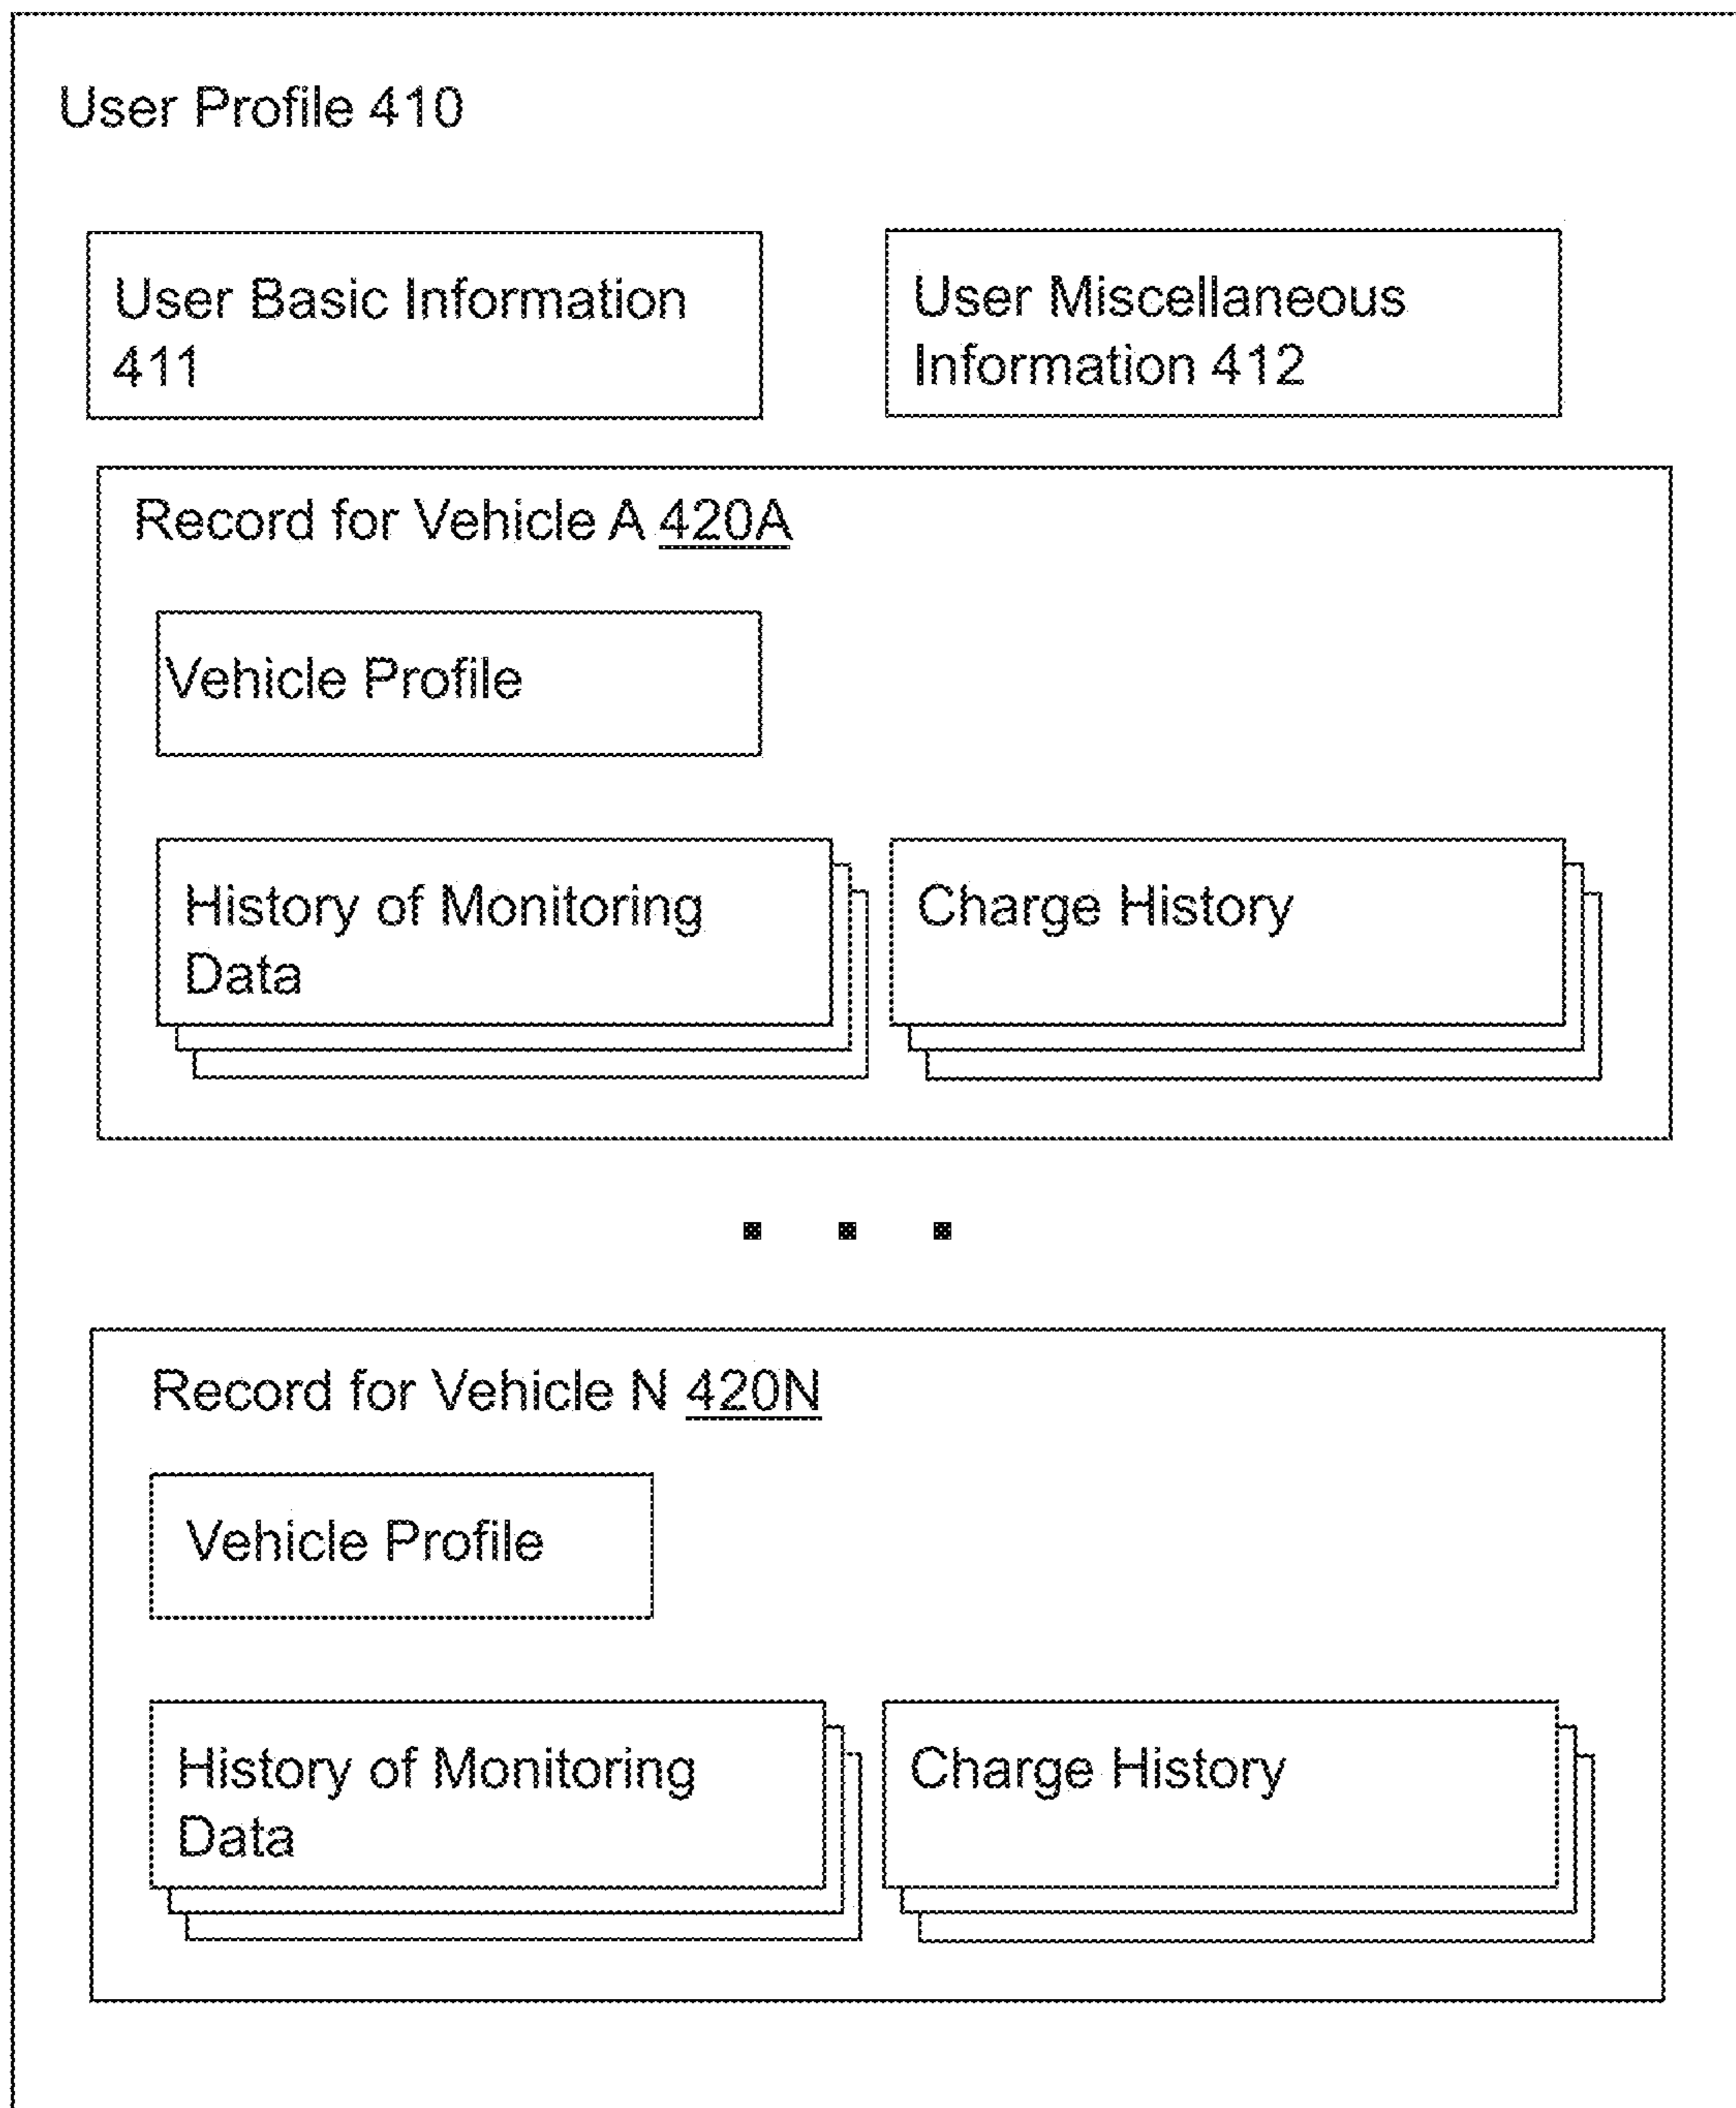 User Profile 410
User Basic Information
411
User Miscellaneous
Information 412
Record for Vehicle A 420A
Vehicle Profile
History of Monitoring
Data
Charge History
Record for Vehicle N 420N
Vehicle Profile
History of Monitoring
Data
Charge History